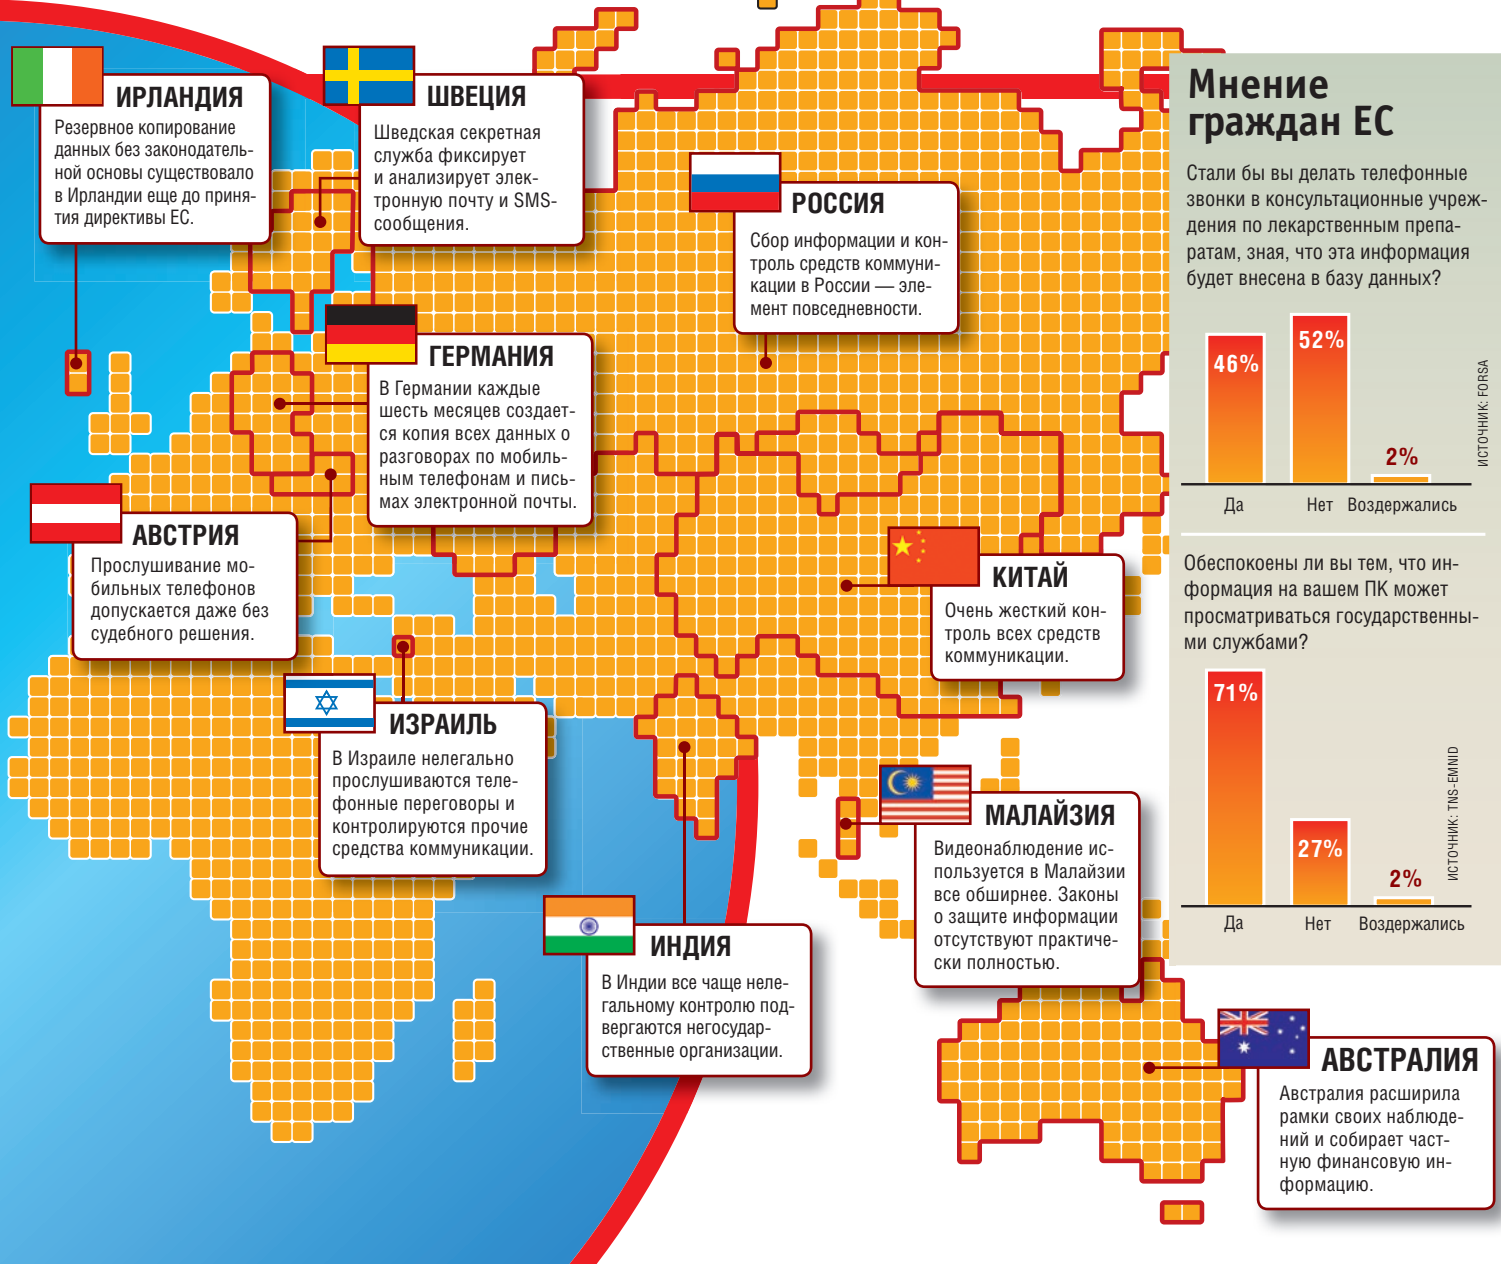 ИРЛАНДИЯ
Резервное копирование
данных без законодатель-
ной основы существовало
в Ирландии еще до приня-
тия директивы ЕС.
ШВЕЦИЯ
Шведская секретная
служба фиксирует
и анализирует элек-
тронную почту и SMS-
сообщения.
РОССИЯ
Сбор информации и кон-
троль средств коммуни-
кации в России — эле-
мент повседневности.
ГЕРМАНИЯ
В Германии каждые
шесть месяцев создает-
ся копия всех данных о
разговорах по мобиль-
ным телефонам и пись-
мах электронной почты.
АВСТРИЯ
Прослушивание мо-
бильных телефонов
допускается даже без
судебного решения.
КИТАЙ
Очень жесткий кон-
троль всех средств
коммуникации.
ИЗРАИЛЬ
В Израиле нелегально
прослушиваются теле-
фонные переговоры и
контролируются прочие
средства коммуникации.
МАЛАЙЗИЯ
Видеонаблюдение ис-
пользуется в Малайзии
все обширнее. Законы
о защите информации
отсутствуют практиче-
ски полностью.
ИНДИЯ
В Индии все чаще неле-
гальному контролю под-
вергаются негосудар-
ственные организации.
АВСТРАЛИЯ
Австралия расширила
рамки своих наблюде-
ний и собирает част-
ную финансовую ин-
формацию.
Мнение
граждан ЕС
Стали бы вы делать телефонные
звонки в консультационные учреж-
дения по лекарственным препа-
ратам, зная, что эта информация
будет внесена в базу данных?
46%
52%
2%
Да
Нет
Воздержались
ИСТОЧНИК: FORSA
Обеспокоены ли вы тем, что ин-
формация на вашем ПК может
просматриваться государственны-
ми службами?
71%
27%
2%
Да
Нет
Воздержались
ИСТОЧНИК: TNS-EMNID